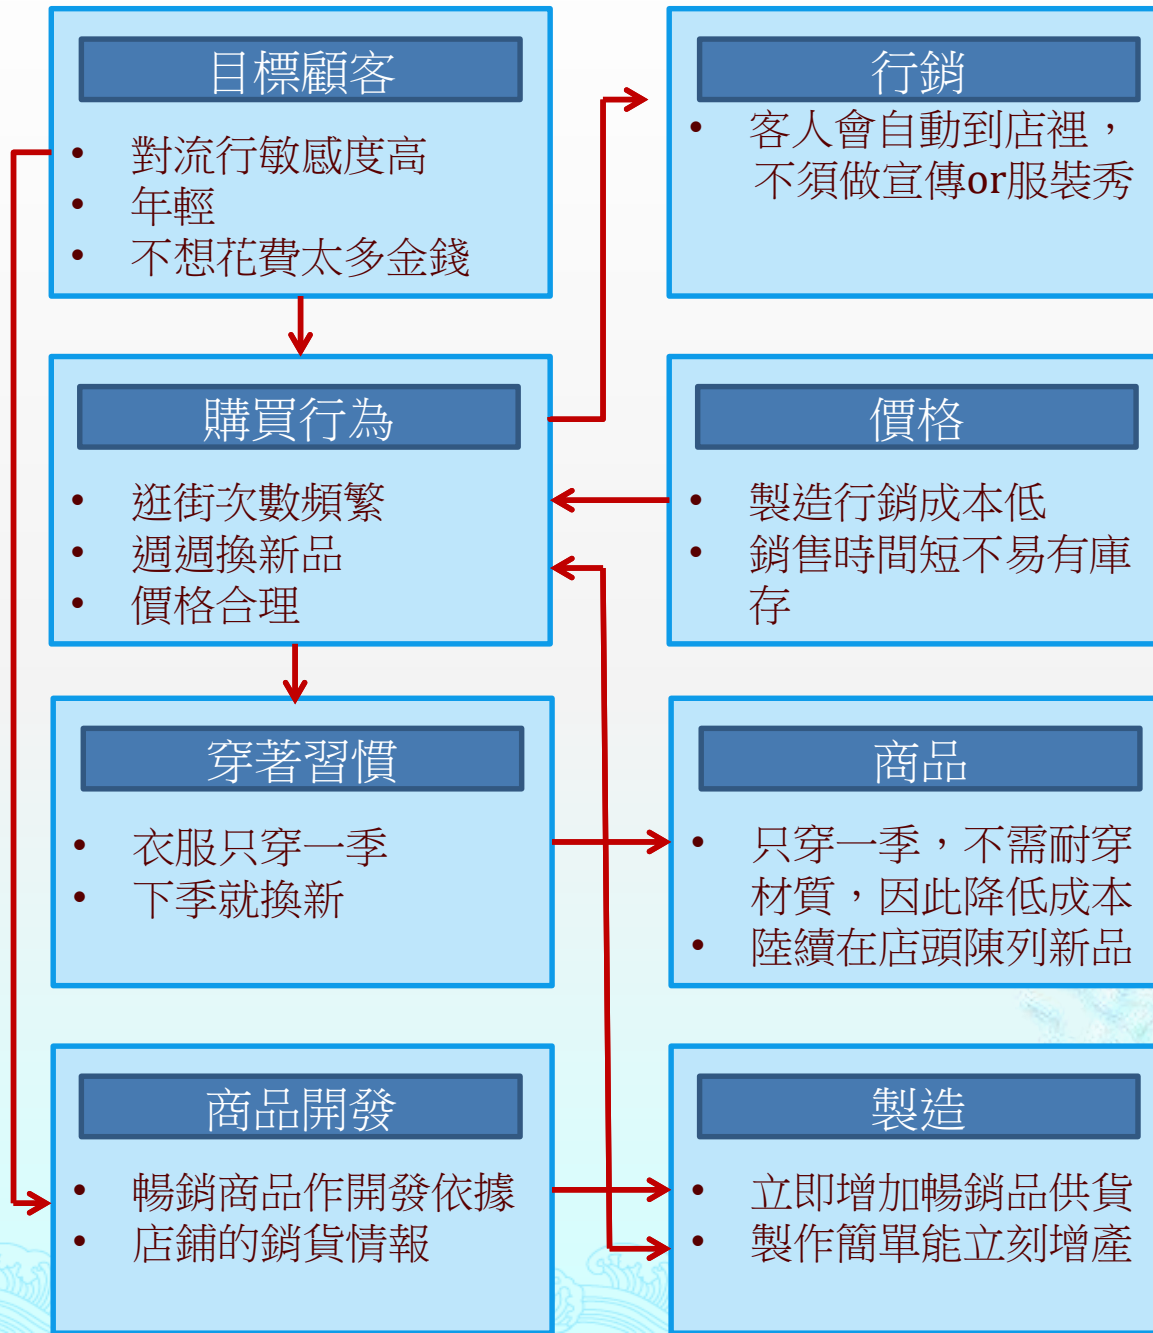 目標顧客
對流行敏感度高
年輕
不想花費太多金錢
行銷
客人會自動到店裡，
不須做宣傳or服裝秀
購買行為
逛街次數頻繁
週週換新品
價格合理
價格
製造行銷成本低
銷售時間短不易有庫
存
穿著習慣
衣服只穿一季
下季就換新
商品
只穿一季，不需耐穿
材質，因此降低成本
陸續在店頭陳列新品
商品開發
暢銷商品作開發依據
店鋪的銷貨情報
製造
立即增加暢銷品供貨
製作簡單能立刻增產